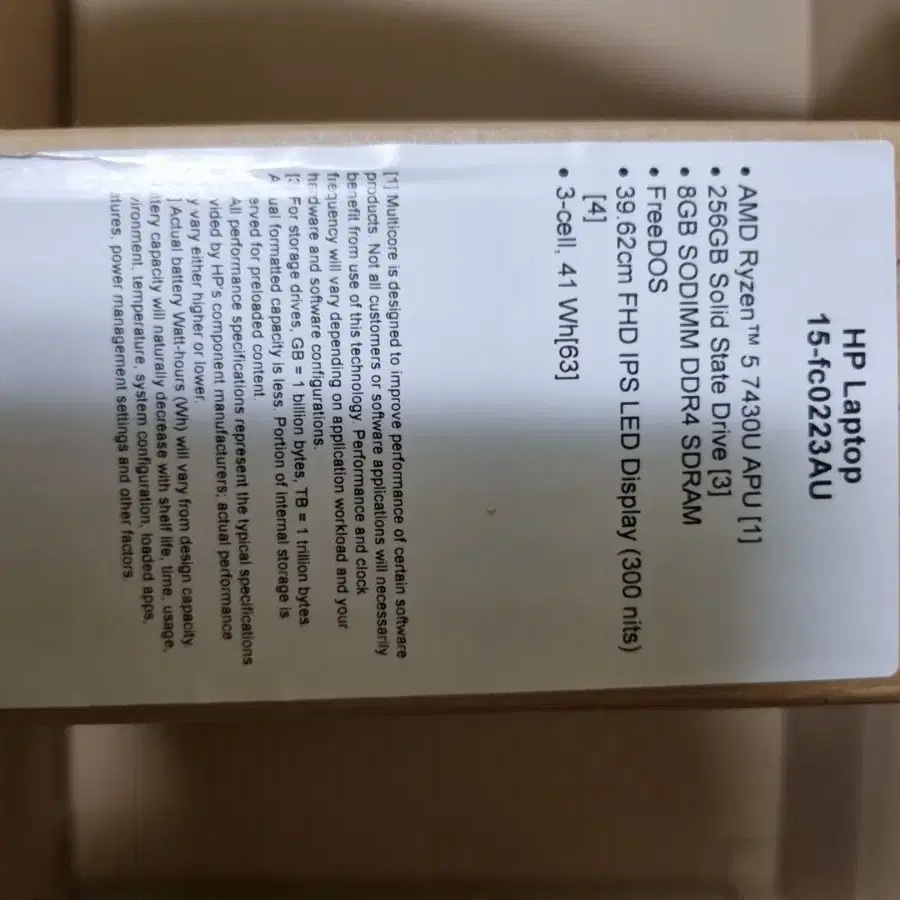 HP Laptop
15-fc0223AU
• AMD Ryzen™ 5 7430U APU [1]
• 256GB Solid State Drive [3]
• 8GB SODIMM DDR4 SDRAM
• FreeDOS
• 39.62cm FHD IPS LED Display (300 nits)
[4]
• 3-cell, 41 Wh[63]
[1] Multicore is designed to improve performance of certain software
products. Not all customers or software applications will necessarily
benefit from use of this technology. Performance and clock
frequency will vary depending on application workload and your
hardware and software configurations.
For storage drives, GB = 1 billion bytes, TB = 1 trillion bytes.
A ual formatted capacity is less. Portion of internal storage is
erved for preloaded content.
All performance specifications represent the typical specifications
vided by HP's component manufacturers; actual performance
y vary either higher or lower.
] Actual battery Watt-hours (Wh) will vary from design capacity.
ttery capacity will naturally decrease with shelf life, time, usage,
vironment, temperature, system configuration, loaded apps,
atures, power management settings and other factors.